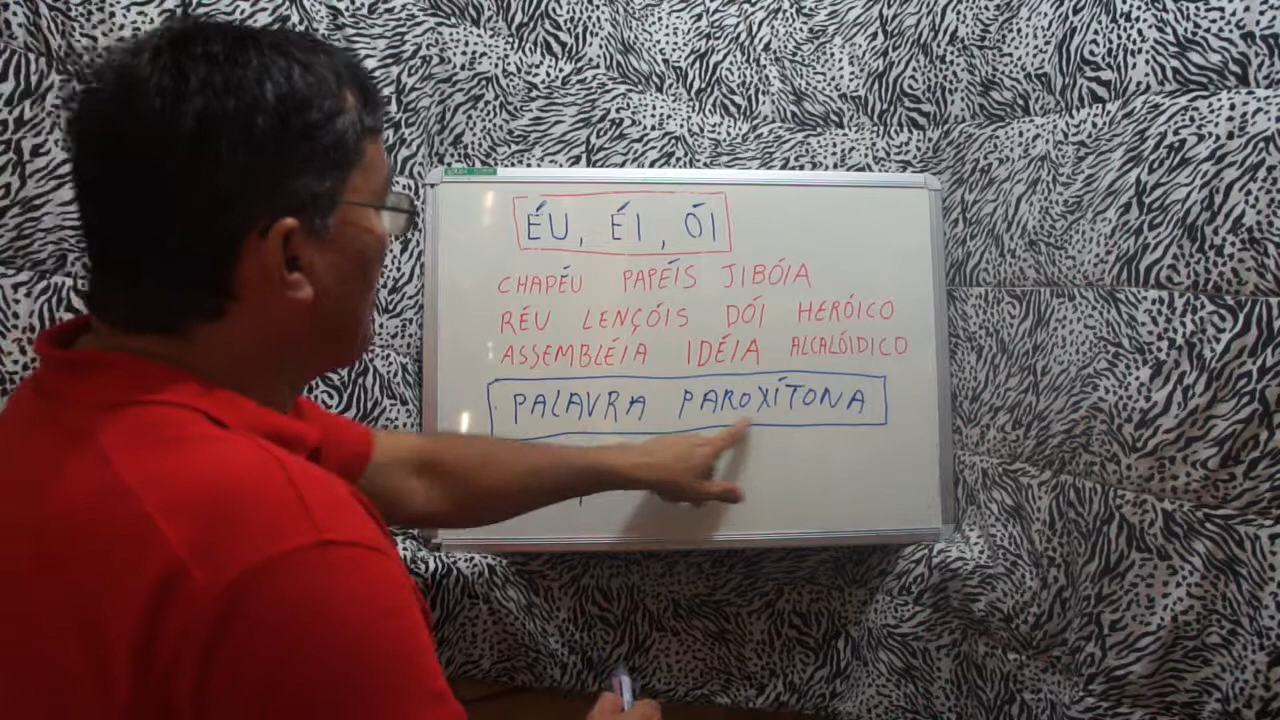 ÉU, ÉI, ÓI
CHAPÉU PAPÉIS JIBÓIA
RÉU LENÇÓIS DÓI HERÓICO
ASSEMBLÉIA IDÉIA ALCALÓIDICO
PALAVRA PAROXÍTONA